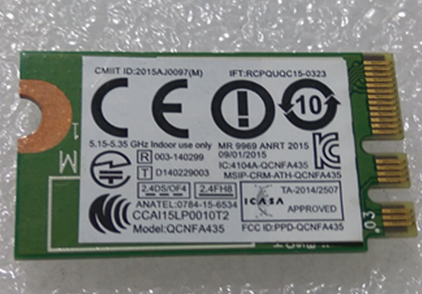 CMIIT ID:2015AJ0097(M) IFT:RCPQUQC15-0323
CE 10
5.15-5.35 GHz Indoor use only
MR 9969 ANRT 2015
09/01/2015
R 003-140299
IC:4104A-QCNFA435
T D140229003
MSIP-CRM-ATH-QCNFA435
2.4DS/OF4 2.4FH8
TA-2014/2507
ANATEL:0784-15-6534
ICASA APPROVED
CCAI15LP0010T2
Model:QCNFA435
FCC ID:PPD-QCNFA435
M
1
.03